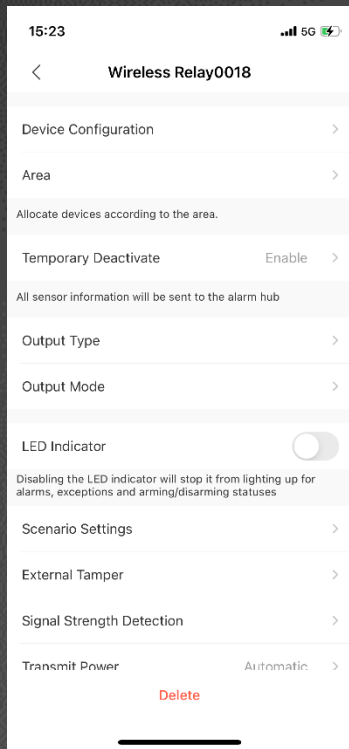 15:23
5G
Wireless Relay0018
Device Configuration
Area
Allocate devices according to the area.
Temporary Deactivate Enable
All sensor information will be sent to the alarm hub
Output Type
Output Mode
LED Indicator
Disabling the LED indicator will stop it from lighting up for
alarms, exceptions and arming/disarming statuses
Scenario Settings
External Tamper
Signal Strength Detection
Transmit Power Automatic
Delete